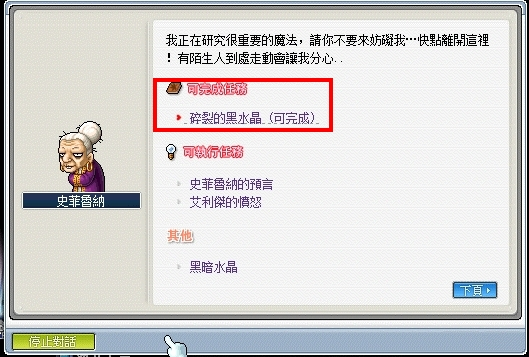 我正在研究很重要的魔法，請你不要來妨礙我…快點離開這裡
！有陌生人到處走動會讓我分心..
可完成任務
碎裂的黑水晶 (可完成)
可執行任務
史菲魯納的預言
艾利傑的憤怒
其他
黑暗水晶
史菲魯納
下頁
停止對話